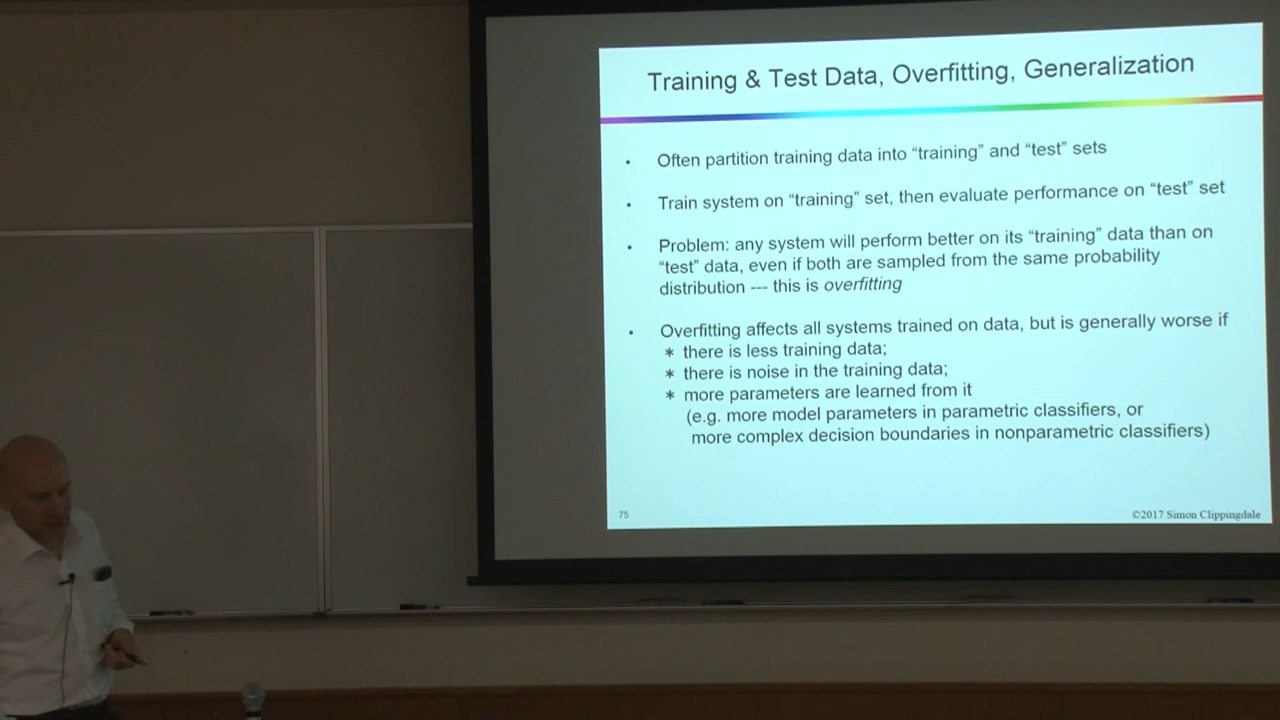 Training & Test Data, Overfitting, Generalization
• Often partition training data into “training” and “test” sets
• Train system on “training” set, then evaluate performance on “test” set
• Problem: any system will perform better on its “training” data than on
“test” data, even if both are sampled from the same probability
distribution --- this is overfitting
• Overfitting affects all systems trained on data, but is generally worse if
* there is less training data;
* there is noise in the training data;
* more parameters are learned from it
(e.g. more model parameters in parametric classifiers, or
more complex decision boundaries in nonparametric classifiers)
75
©2017 Simon Clippingdale